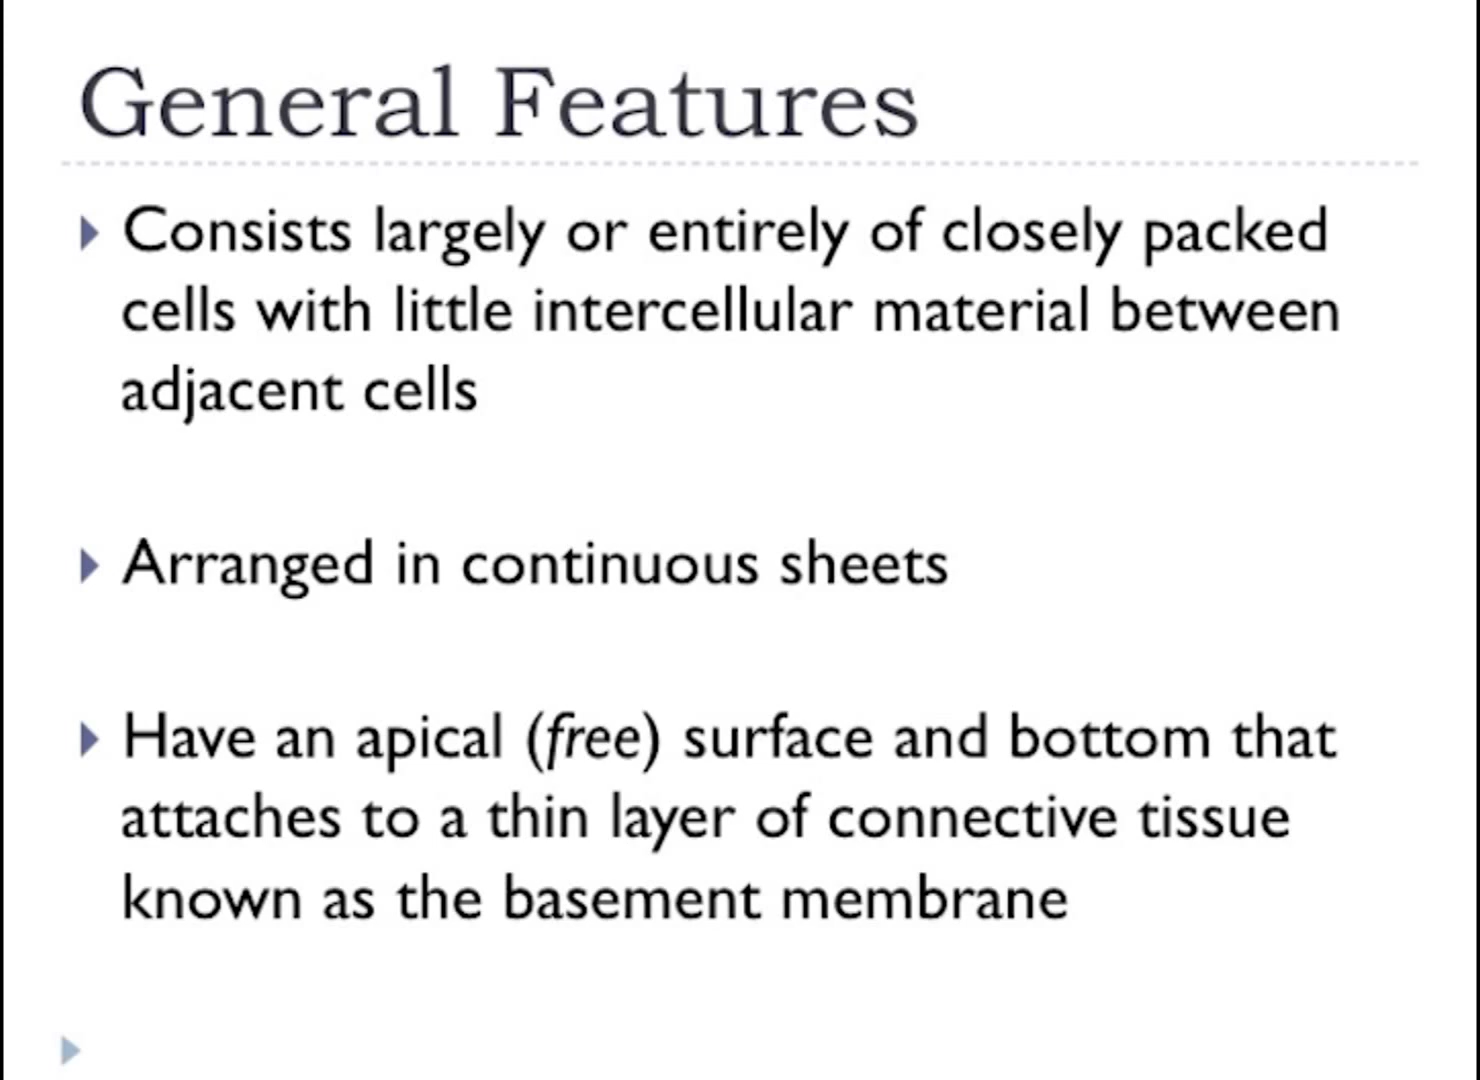 General Features
Consists largely or entirely of closely packed
cells with little intercellular material between
adjacent cells
Arranged in continuous sheets
Have an apical (free) surface and bottom that
attaches to a thin layer of connective tissue
known as the basement membrane